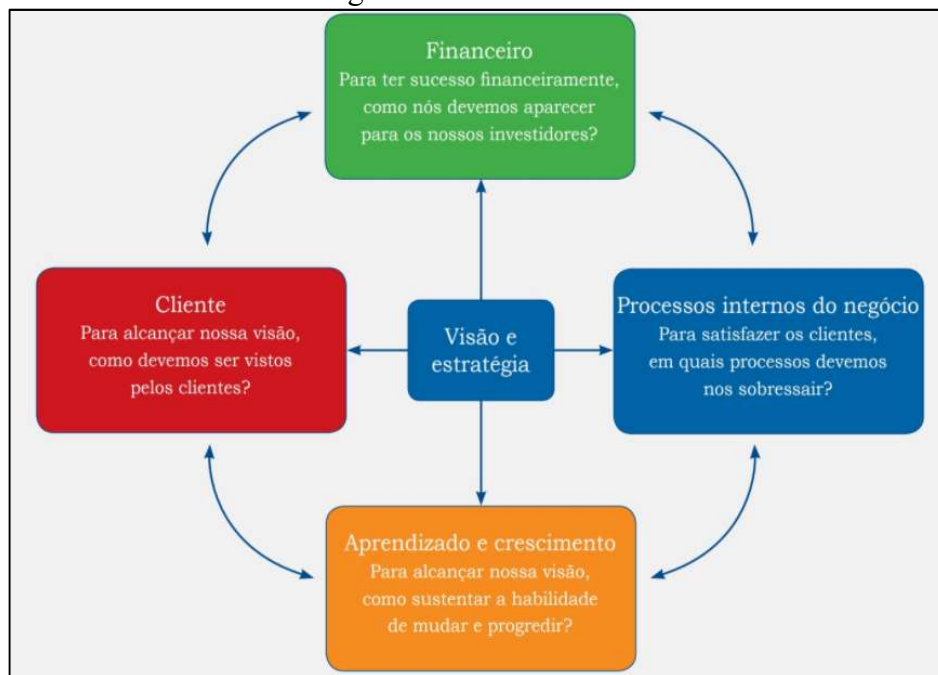 Financeiro
Para ter sucesso financeiramente,
como nós devemos aparecer
para os nossos investidores?
Cliente
Para alcançar nossa visão,
como devemos ser vistos
pelos clientes?
Visão e
estratégia
Processos internos do negócio
Para satisfazer os clientes,
em quais processos devemos
nos sobressair?
Aprendizado e crescimento
Para alcançar nossa visão,
como sustentar a habilidade
de mudar e progredir?